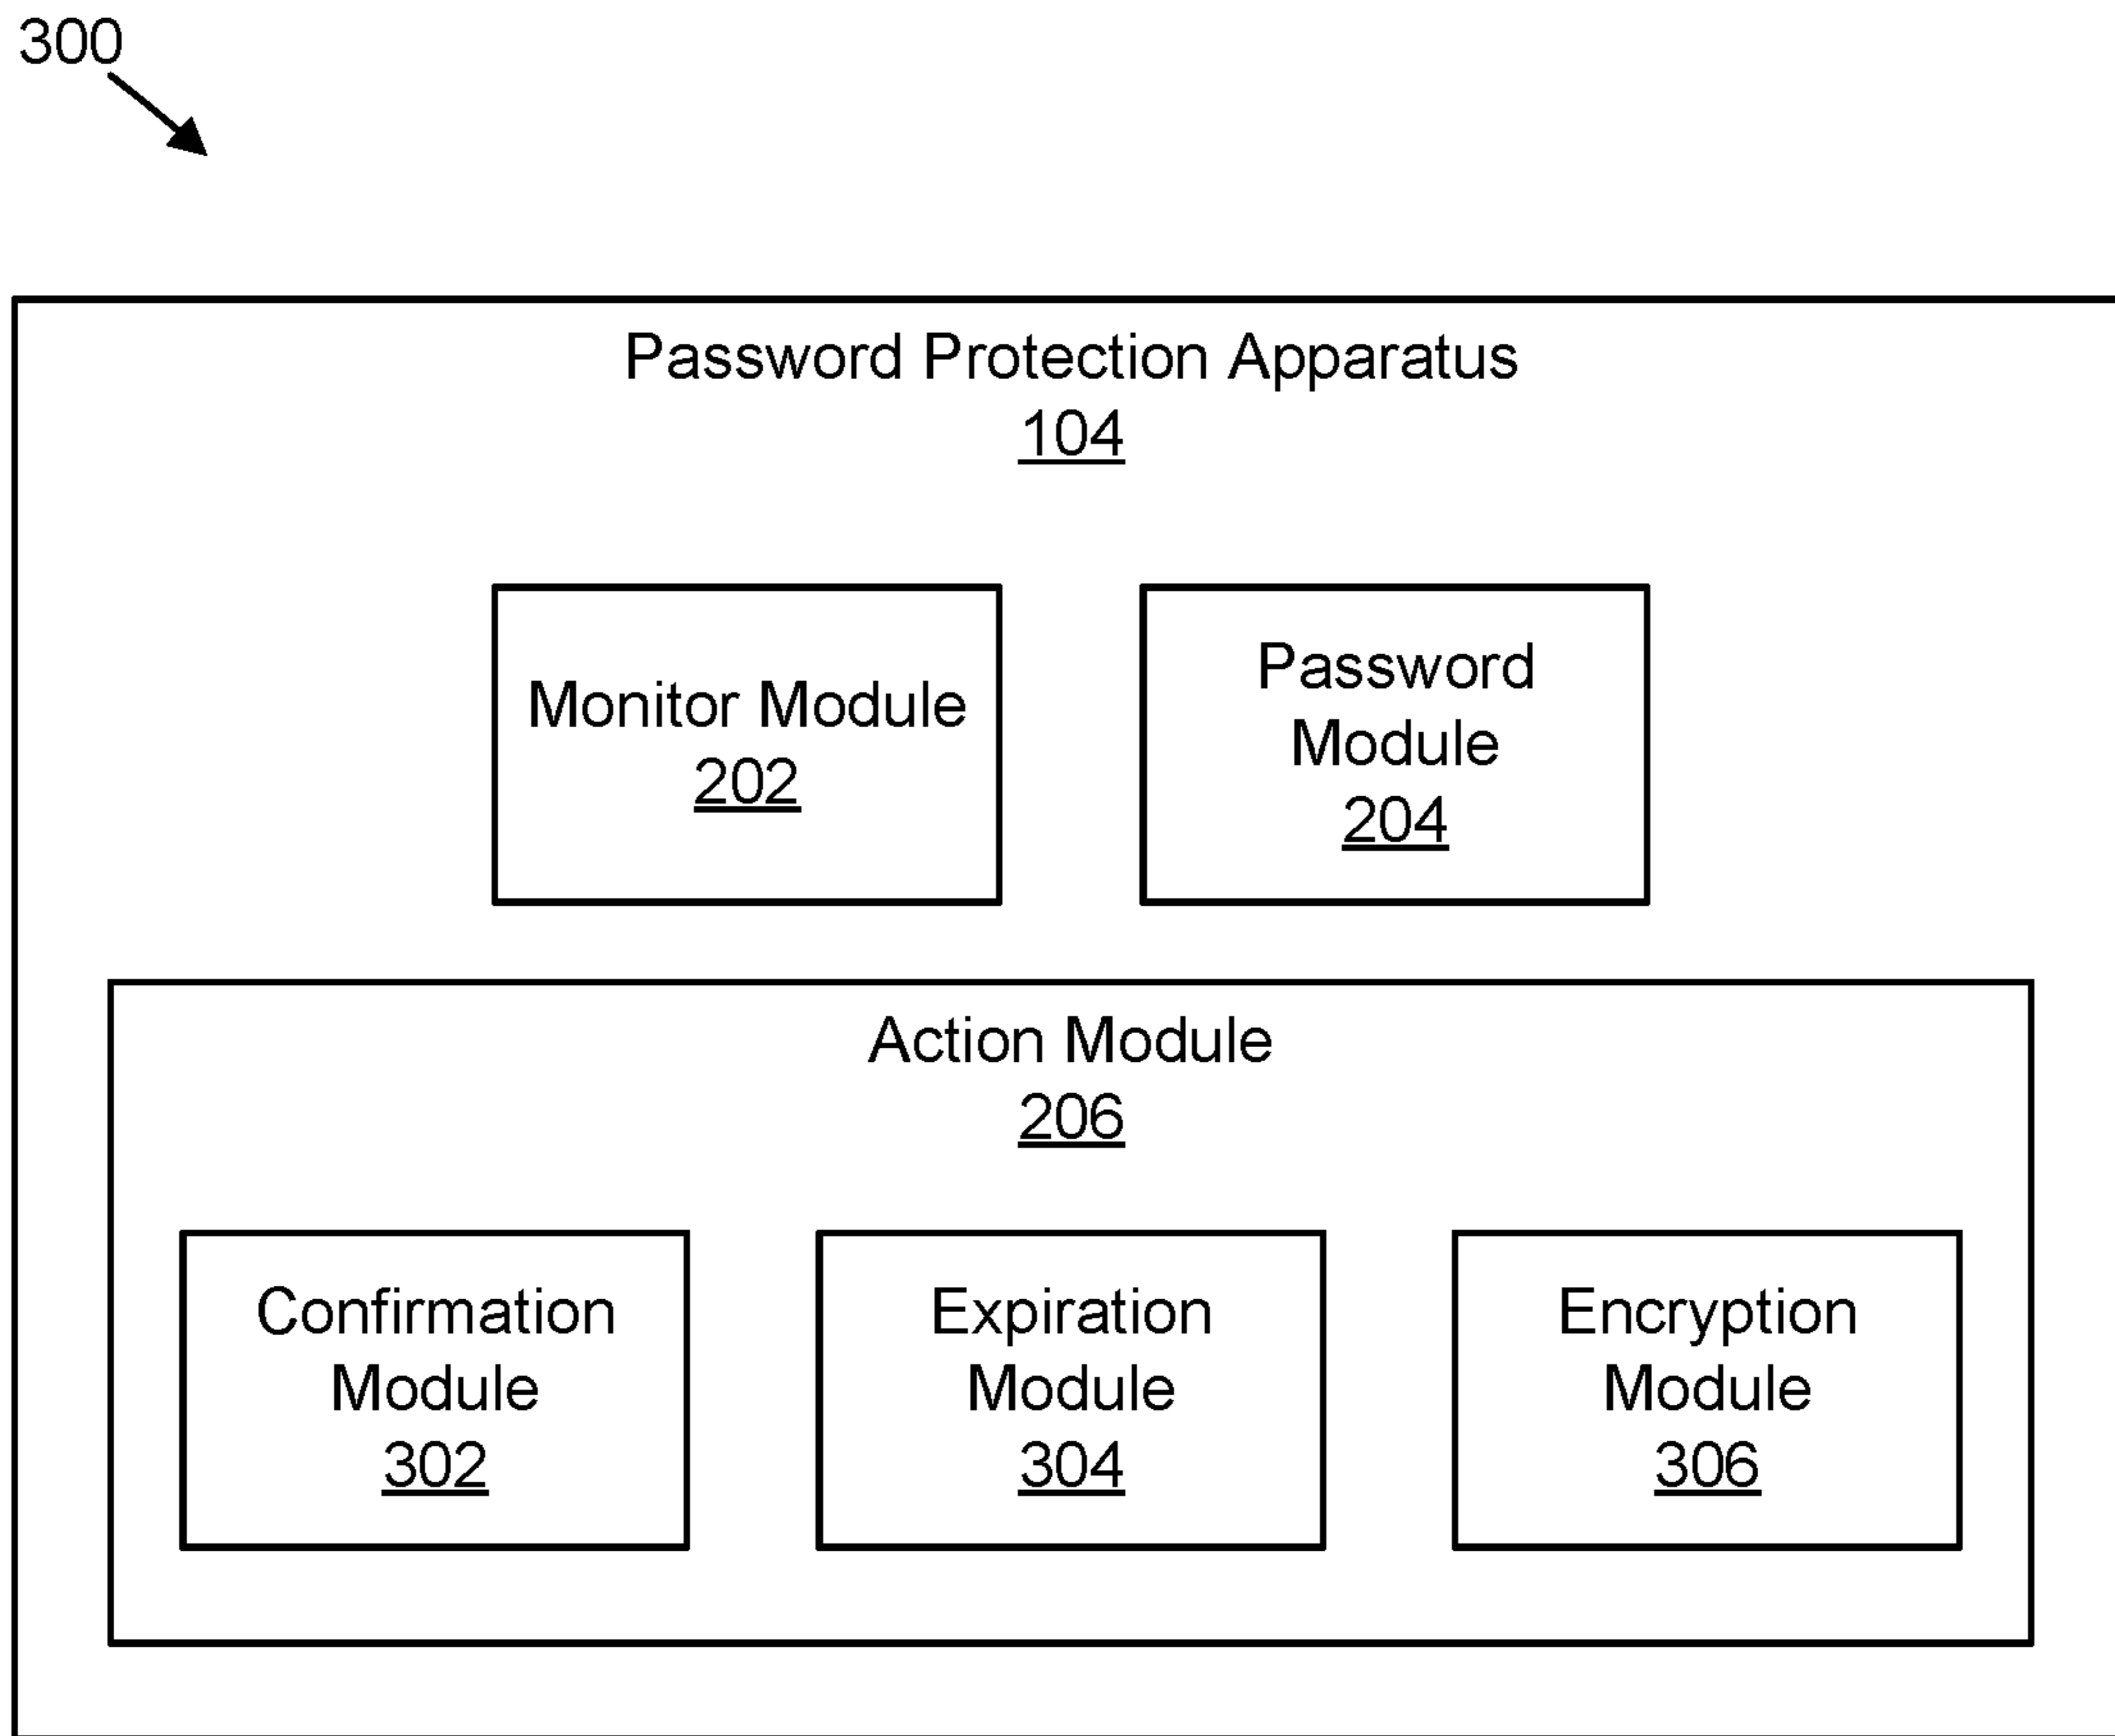 300
Password Protection Apparatus
104
Monitor Module
202
Password
Module
204
Action Module
206
Confirmation
Module
302
Expiration
Module
304
Encryption
Module
306